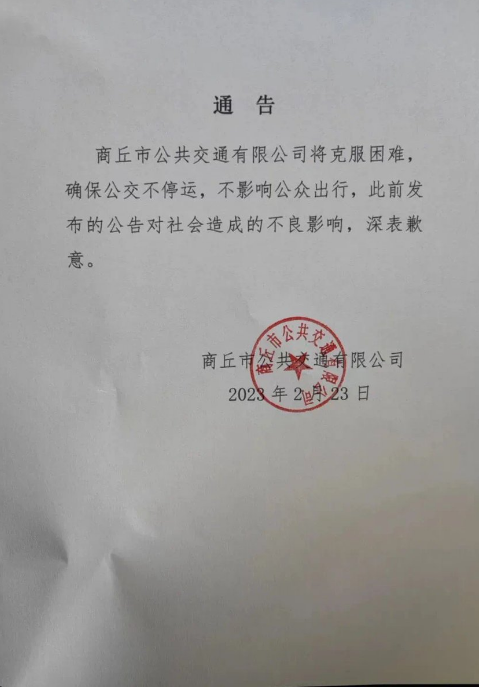 通 告
商丘市公共交通有限公司将克服困难，
确保公交不停运，不影响公众出行，此前发
布的公告对社会造成的不良影响，深表歉
意。
商丘市公共交通有限公司
商丘市公共交通有限公司
2023 年 2 月 23 日